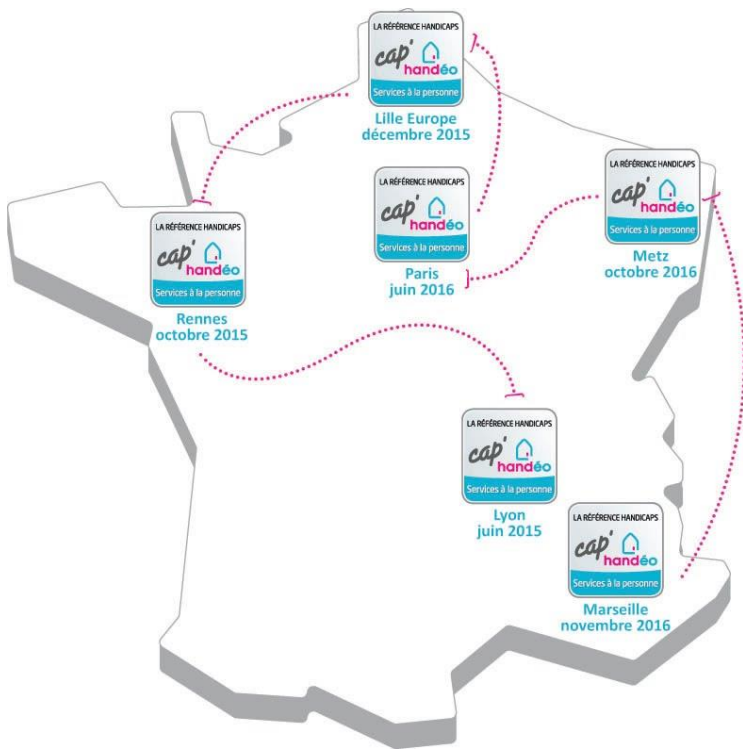 LA RÉFÉRENCE HANDICAPS
cap'
handéo
Services à la personne
Lille Europe
décembre 2015
LA RÉFÉRENCE HANDICAPS
cap'
handéo
Services à la personne
Paris
juin 2016
LA RÉFÉRENCE HANDICAPS
cap'
handéo
Services à la personne
Metz
octobre 2016
LA RÉFÉRENCE HANDICAPS
cap'
handéo
Services à la personne
Rennes
octobre 2015
LA RÉFÉRENCE HANDICAPS
cap'
handéo
Services à la personne
Lyon
juin 2015
LA RÉFÉRENCE HANDICAPS
cap'
handéo
Services à la personne
Marseille
novembre 2016